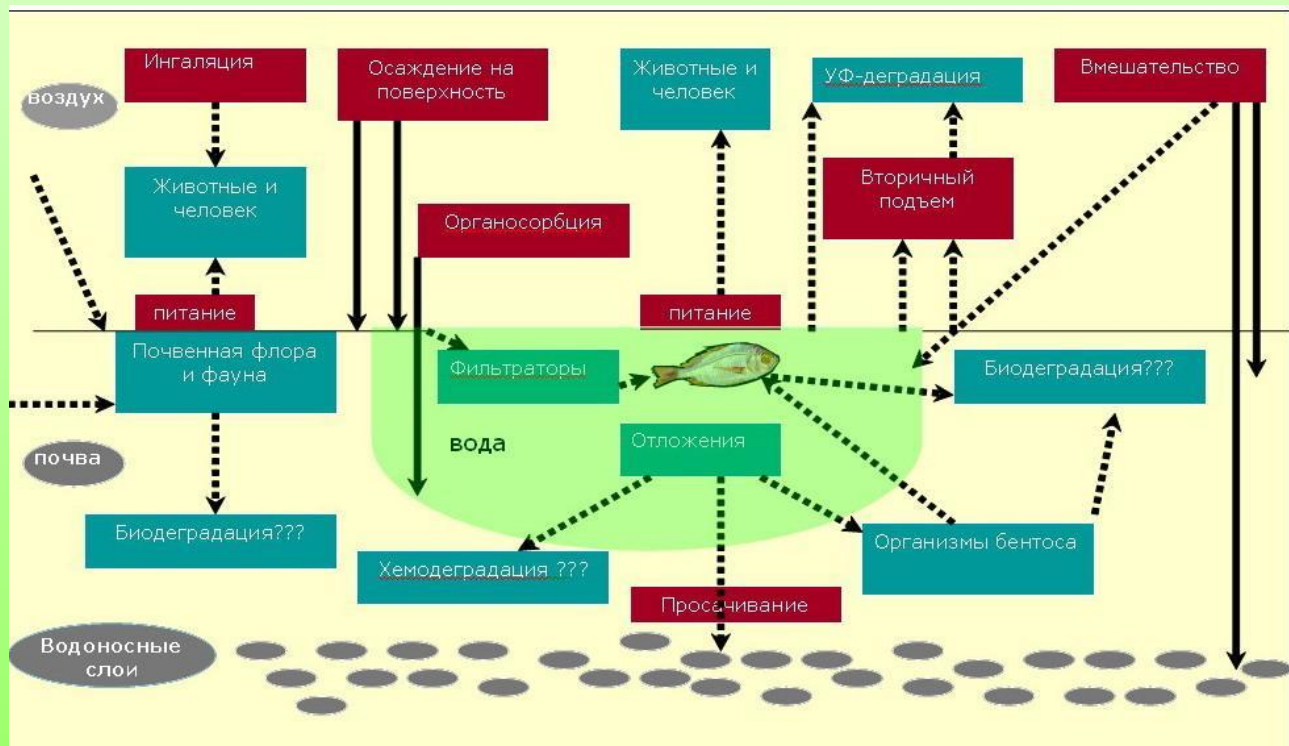 Ингаляция
Осаждение на
поверхность
Животные и
человек
УФ-деградация
Вмешательство
воздух
Животные и
человек
Вторичный
подъем
Органосорбция
питание
питание
Почвенная флора
и фауна
Фильтраторы
Биодеградация???
вода
Отложения
почва
Биодеградация???
Организмы бентоса
Хемодеградация ???
Просачивание
Водоносные
слои